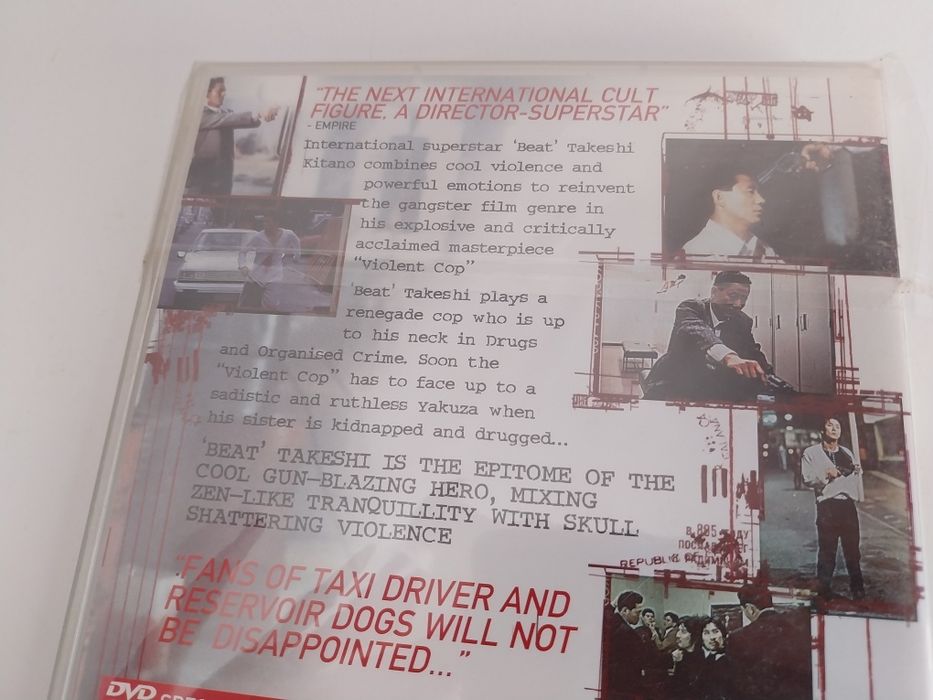 "THE NEXT INTERNATIONAL CULT
FIGURE, A DIRECTOR-SUPERSTAR"
- EMPIRE
International superstar 'Beat' Takeshi
Kitano combines cool violence and
powerful emotions to reinvent
the gangster film genre in
his explosive and critically
acclaimed masterpiece
"Violent Cop"
'Beat' Takeshi plays a
renegade cop who is up
to his neck in Drugs
and Organised Crime. Soon the
"Violent Cop" has to face up to a
sadistic and ruthless Yakuza when
his sister is kidnapped and drugged...
'BEAT' TAKESHI IS THE EPITOME OF THE
COOL GUN-BLAZING HERO, MIXING
ZEN-LIKE TRANQUILLITY WITH SKULL
SHATTERING VIOLENCE
В 895
REPUBLI
"FANS OF TAXI DRIVER AND
RESERVOIR DOGS WILL NOT
BE DISAPPOINTED..."
DVD